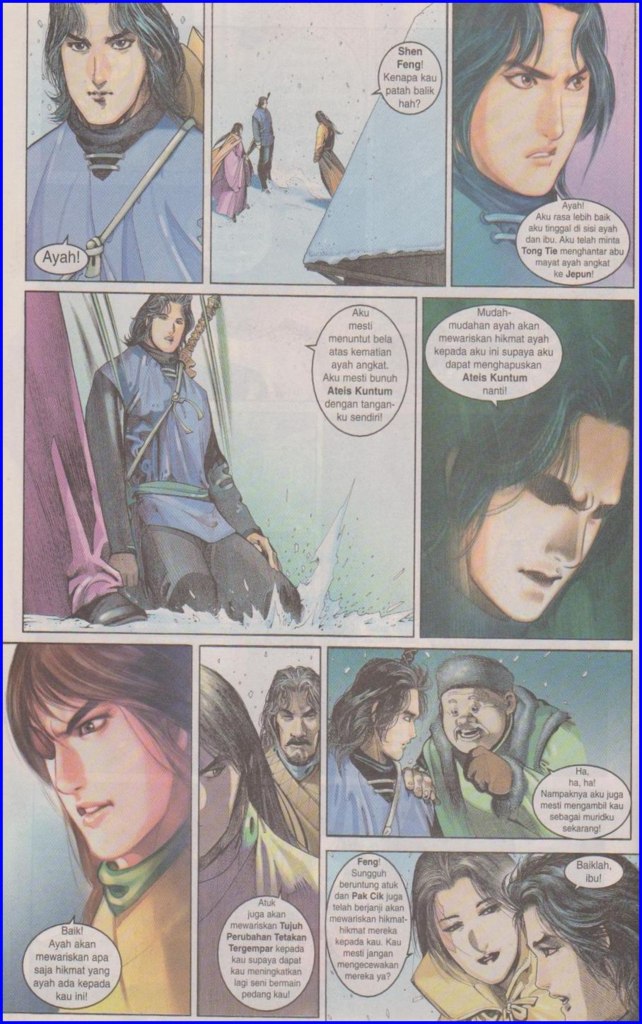 Ayah!
Shen
Feng!
Kenapa kau
patah balik
hah?
Ayah!
Aku rasa lebih baik
aku tinggal di sisi ayah
dan ibu. Aku telah minta
Tong Tie menghantar abu
mayat ayah angkat
ke Jepun!
Aku
mesti
menuntut bela
atas kematian
ayah angkat.
Aku mesti bunuh
Ateis Kuntum
dengan tangan-
ku sendiri!
Mudah-
mudahan ayah akan
mewariskan hikmat ayah
kepada aku ini supaya aku
dapat menghapuskan
Ateis Kuntum
nanti!
Baik!
Ayah akan
mewariskan apa
saja hikmat yang
ayah ada kepada
kau ini!
Atuk
juga akan
mewariskan Tujuh
Perubahan Tetakan
Tergempar kepada
kau supaya dapat
kau meningkatkan
lagi seni bermain
pedang kau!
Ha,
ha, ha!
Nampaknya aku juga
mesti mengambil kau
sebagai muridku
sekarang!
Feng!
Sungguh
beruntung atuk
dan Pak Cik juga
telah berjanji akan
mewariskan hikmat-
hikmat mereka
kepada kau. Kau
mesti jangan
mengecewakan
mereka ya?
Baiklah,
ibu!